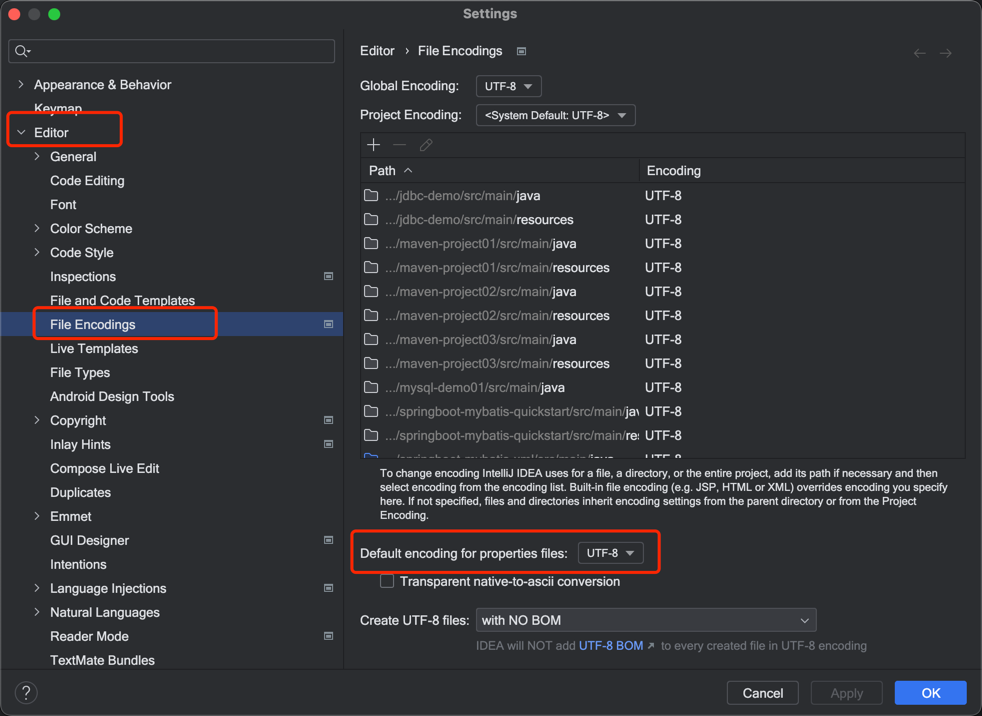 Settings
Appearance & Behavior
Keymap
Editor
General
Code Editing
Font
Color Scheme
Code Style
Inspections
File and Code Templates
File Encodings
Live Templates
File Types
Android Design Tools
Copyright
Inlay Hints
Compose Live Edit
Duplicates
Emmet
GUI Designer
Intentions
Language Injections
Natural Languages
Reader Mode
TextMate Bundles
Editor › File Encodings
Global Encoding: UTF-8
Project Encoding: <System Default: UTF-8>
Path Encoding
.../jdbc-demo/src/main/java UTF-8
.../jdbc-demo/src/main/resources UTF-8
.../maven-project01/src/main/java UTF-8
.../maven-project01/src/main/resources UTF-8
.../maven-project02/src/main/java UTF-8
.../maven-project02/src/main/resources UTF-8
.../maven-project03/src/main/java UTF-8
.../maven-project03/src/main/resources UTF-8
.../mysql-demo01/src/main/java UTF-8
.../springboot-mybatis-quickstart/src/main/jav UTF-8
.../springboot-mybatis-quickstart/src/main/res UTF-8
To change encoding IntelliJ IDEA uses for a file, a directory, or the entire project, add its path if necessary and then
select encoding from the encoding list. Built-in file encoding (e.g. JSP, HTML or XML) overrides encoding you specify
here. If not specified, files and directories inherit encoding settings from the parent directory or from the Project
Encoding.
Default encoding for properties files: UTF-8
Transparent native-to-ascii conversion
Create UTF-8 files: with NO BOM
IDEA will NOT add UTF-8 BOM ↗ to every created file in UTF-8 encoding
?
Cancel Apply OK